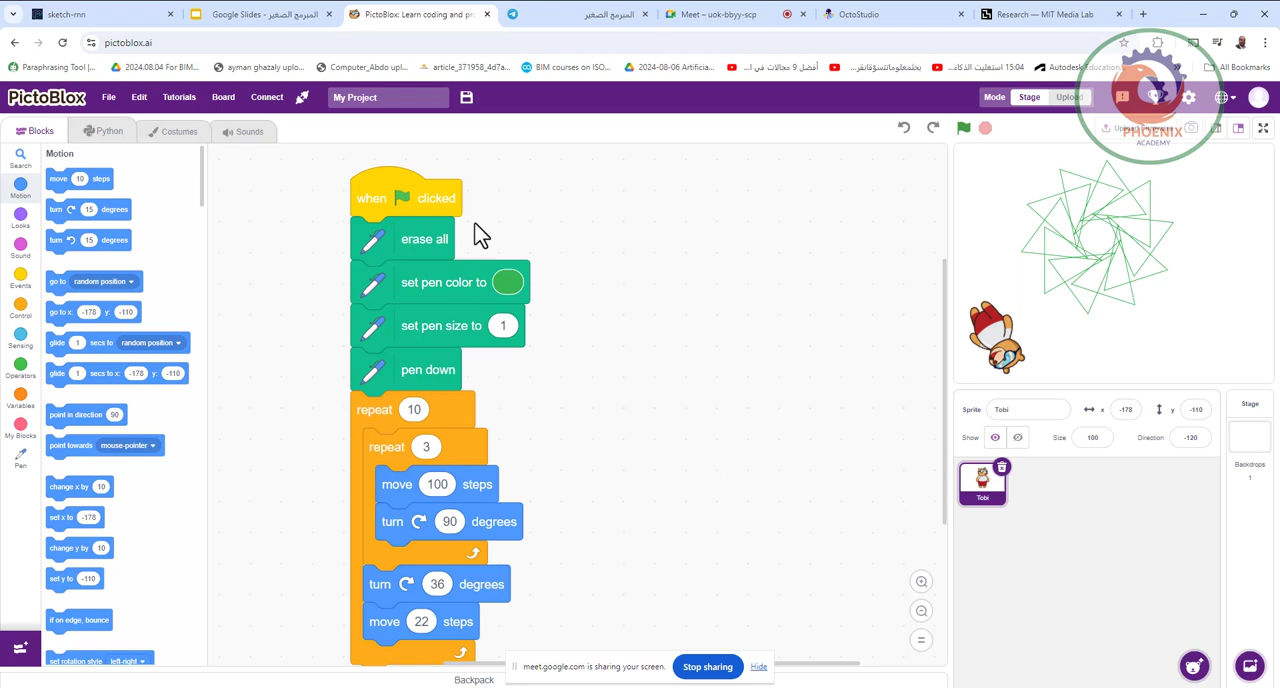 sketch-rnn
Google Slides - المبرمج الصغير
PictoBlox: Learn coding and pro
المبرمج الصغير
Meet – uok-bbyy-scp
OctoStudio
Research — MIT Media Lab
pictoblox.ai
Paraphrasing Tool |...
2024.08.04 For BIM...
ayman ghazaly uplo...
Computer_Abdo upl...
article_371958_4d7a...
BIM courses on ISO...
2024-08-06 Artificia...
أفضل 9 مجالات في ا...
15:04 استغليت الذكاء...
Autodesk Education
All Bookmarks
PictoBlox
File
Edit
Tutorials
Board
Connect
My Project
Mode
Stage
Upload
PHOENIX
ACADEMY
Blocks
Python
Costumes
Sounds
Search
Motion
Looks
Sound
Events
Control
Sensing
Operators
Variables
My Blocks
Pen
Motion
move 10 steps
turn 15 degrees
turn 15 degrees
go to random position
go to x: -178 y: -110
glide 1 secs to random position
glide 1 secs to x: -178 y: -110
point in direction 90
point towards mouse-pointer
change x by 10
set x to -178
change y by 10
set y to -110
if on edge, bounce
set rotation style left-right
when clicked
erase all
set pen color to
set pen size to 1
pen down
repeat 10
repeat 3
move 100 steps
turn 90 degrees
turn 36 degrees
move 22 steps
Sprite
Tobi
x
-178
y
-110
Show
Size
100
Direction
-120
Tobi
Stage
Backdrops
1
meet.google.com is sharing your screen.
Stop sharing
Hide
Backpack